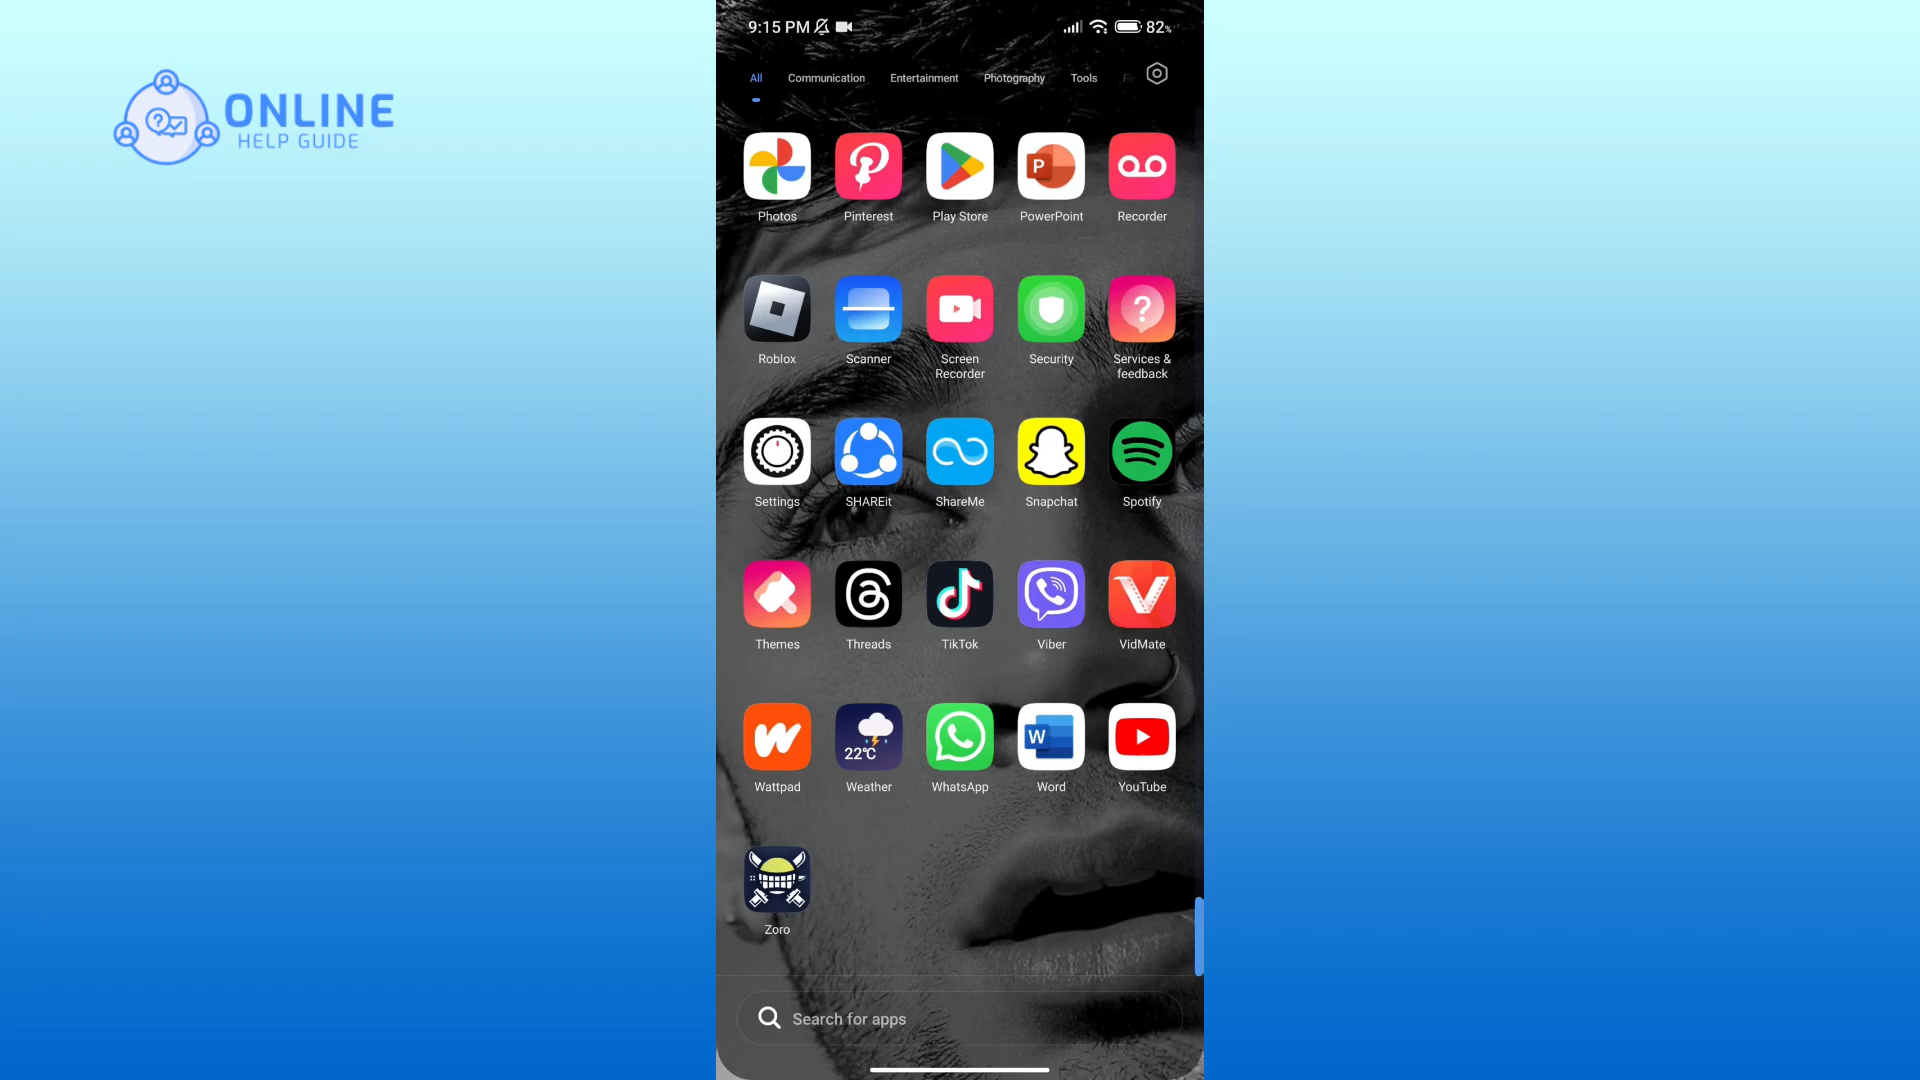 ONLINE
HELP GUIDE
9:15 PM 82%
All Communication Entertainment Photography Tools
Photos Pinterest Play Store PowerPoint Recorder
Roblox Scanner Screen Recorder Security Services & feedback
Settings SHAREit ShareMe Snapchat Spotify
Themes Threads TikTok Viber VidMate
22°C
Wattpad Weather WhatsApp Word YouTube
Zoro
Search for apps